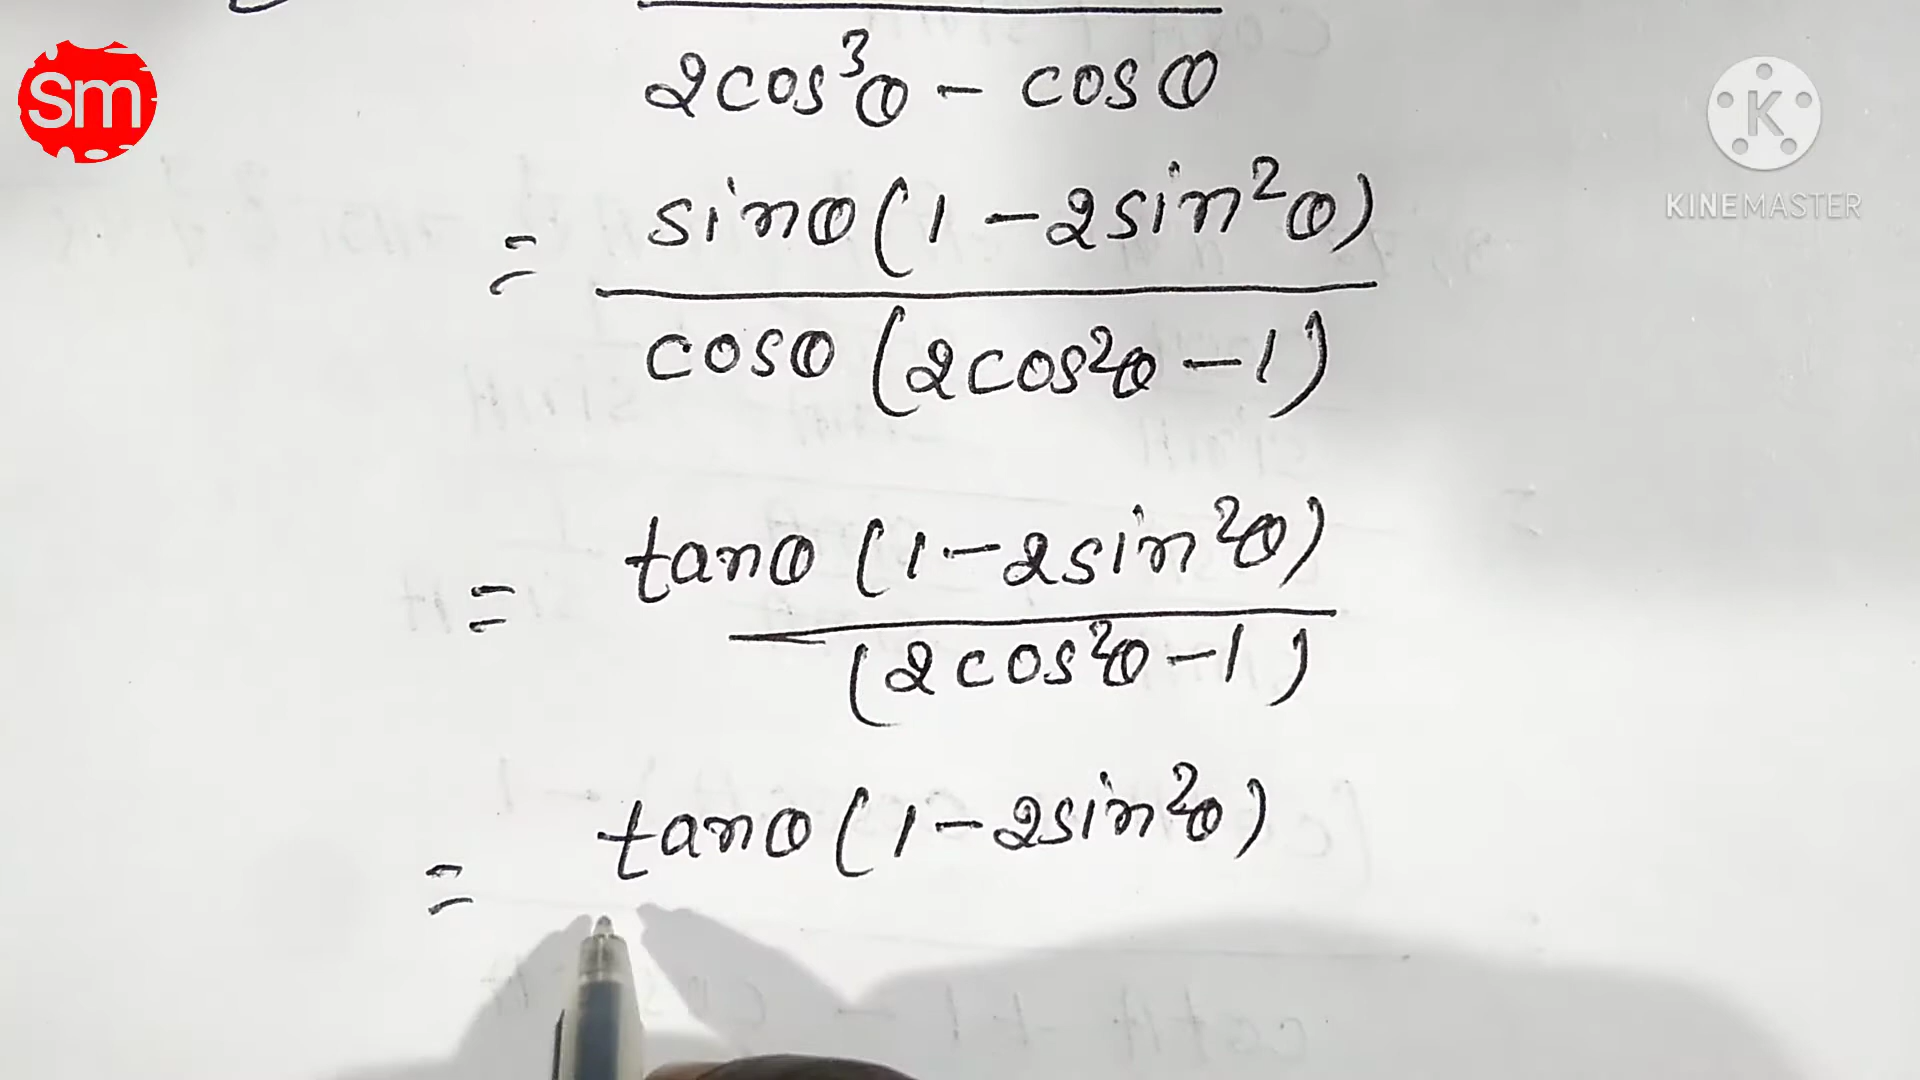 Sm
2cos³θ - cosθ
K
KINEMASTER
= sinθ(1 - 2sin²θ)
cosθ (2cos²θ - 1)
= tanθ (1 - 2sin²θ)
(2cos²θ - 1)
= tanθ (1 - 2sin²θ)